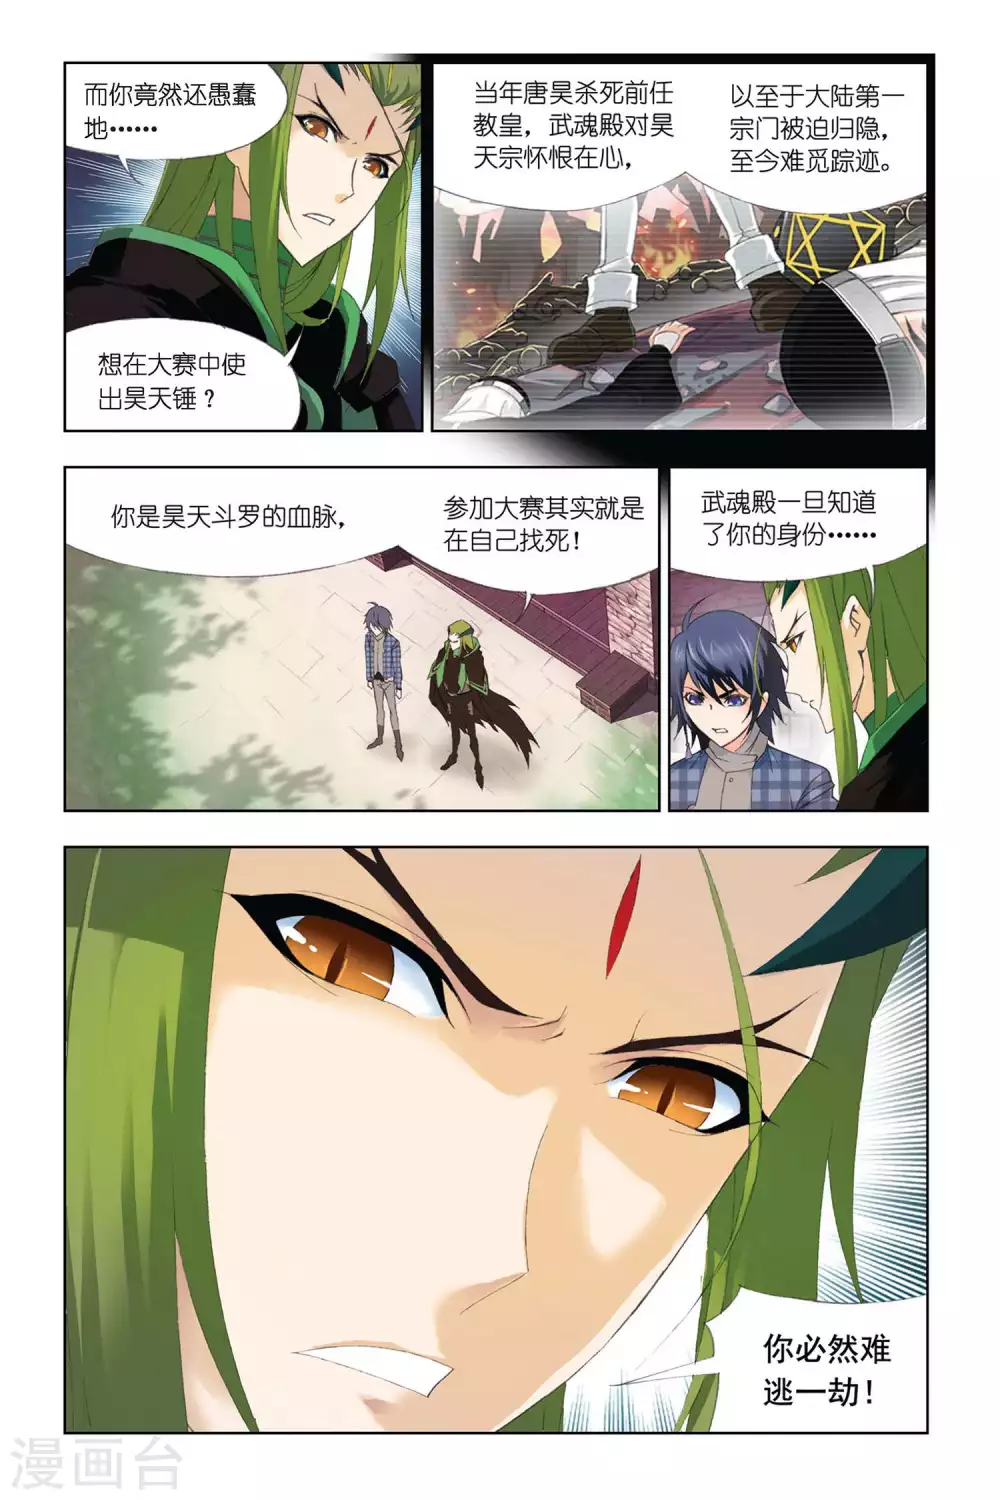 而你竟然还愚蠢
地……
想在大赛中使
出昊天锤？
当年唐昊杀死前任
教皇，武魂殿对昊
天宗怀恨在心，
以至于大陆第一
宗门被迫归隐，
至今难觅踪迹。
你是昊天斗罗的血脉，
参加大赛其实就是
在自己找死！
武魂殿一旦知道
了你的身份……
你必然难
逃一劫！
漫画台